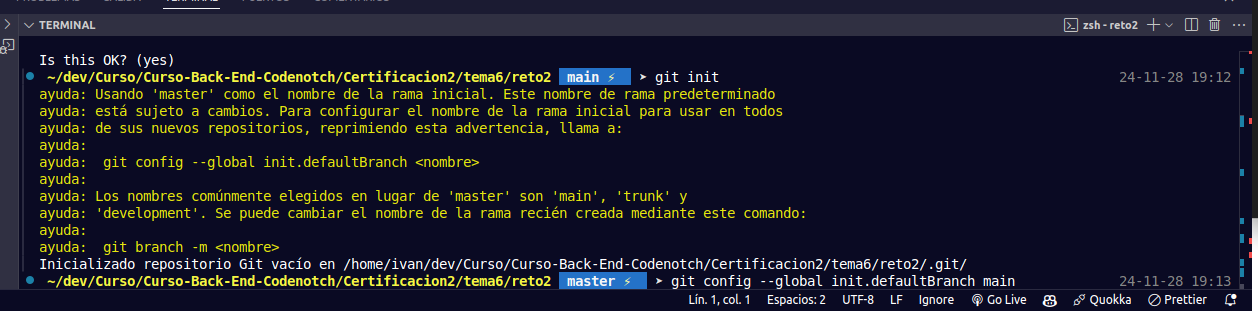 TERMINAL
zsh - reto2
Is this OK? (yes)
~/dev/Curso/Curso-Back-End-Codenotch/Certificacion2/tema6/reto2 main ⚡ ➤ git init 24-11-28 19:12
ayuda: Usando 'master' como el nombre de la rama inicial. Este nombre de rama predeterminado
ayuda: está sujeto a cambios. Para configurar el nombre de la rama inicial para usar en todos
ayuda: de sus nuevos repositorios, reprimiendo esta advertencia, llama a:
ayuda:
ayuda:  git config --global init.defaultBranch <nombre>
ayuda:
ayuda: Los nombres comúnmente elegidos en lugar de 'master' son 'main', 'trunk' y
ayuda: 'development'. Se puede cambiar el nombre de la rama recién creada mediante este comando:
ayuda:
ayuda:  git branch -m <nombre>
Inicializado repositorio Git vacío en /home/ivan/dev/Curso/Curso-Back-End-Codenotch/Certificacion2/tema6/reto2/.git/
~/dev/Curso/Curso-Back-End-Codenotch/Certificacion2/tema6/reto2 master ⚡ ➤ git config --global init.defaultBranch main 24-11-28 19:13
Lín. 1, col. 1 Espacios: 2 UTF-8 LF Ignore Go Live Quokka Prettier